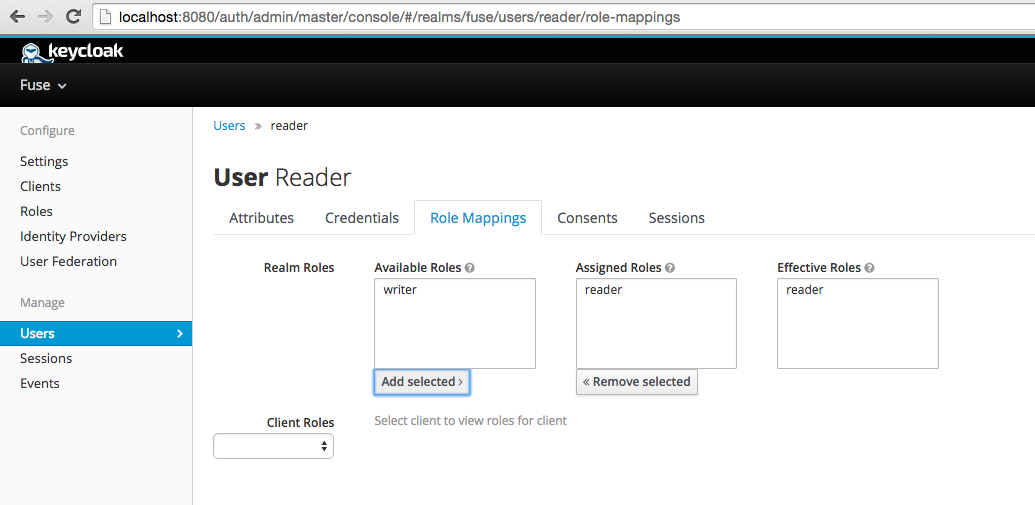 localhost:8080/auth/admin/master/console/#/realms/fuse/users/reader/role-mappings
keycloak
Fuse
Configure
Settings
Clients
Roles
Identity Providers
User Federation
Manage
Users
Sessions
Events
Users » reader
User Reader
Attributes Credentials Role Mappings Consents Sessions
Realm Roles Available Roles ? Assigned Roles ? Effective Roles ?
writer reader reader
Add selected › « Remove selected
Client Roles Select client to view roles for client